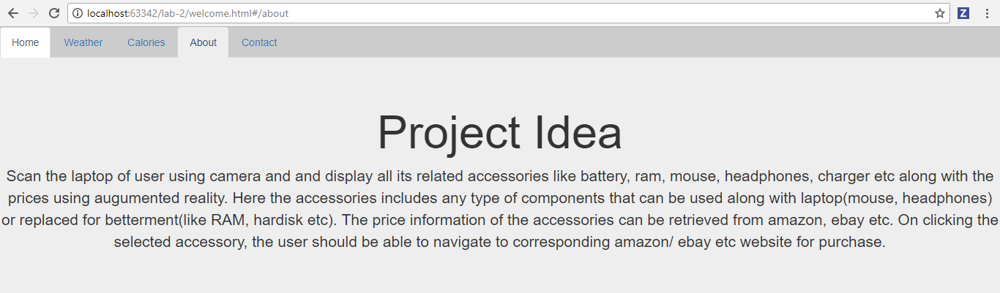 localhost:63342/lab-2/welcome.html#/about
Z
Home Weather Calories About Contact
Project Idea
Scan the laptop of user using camera and and display all its related accessories like battery, ram, mouse, headphones, charger etc along with the
prices using augumented reality. Here the accessories includes any type of components that can be used along with laptop(mouse, headphones)
or replaced for betterment(like RAM, hardisk etc). The price information of the accessories can be retrieved from amazon, ebay etc. On clicking the
selected accessory, the user should be able to navigate to corresponding amazon/ ebay etc website for purchase.